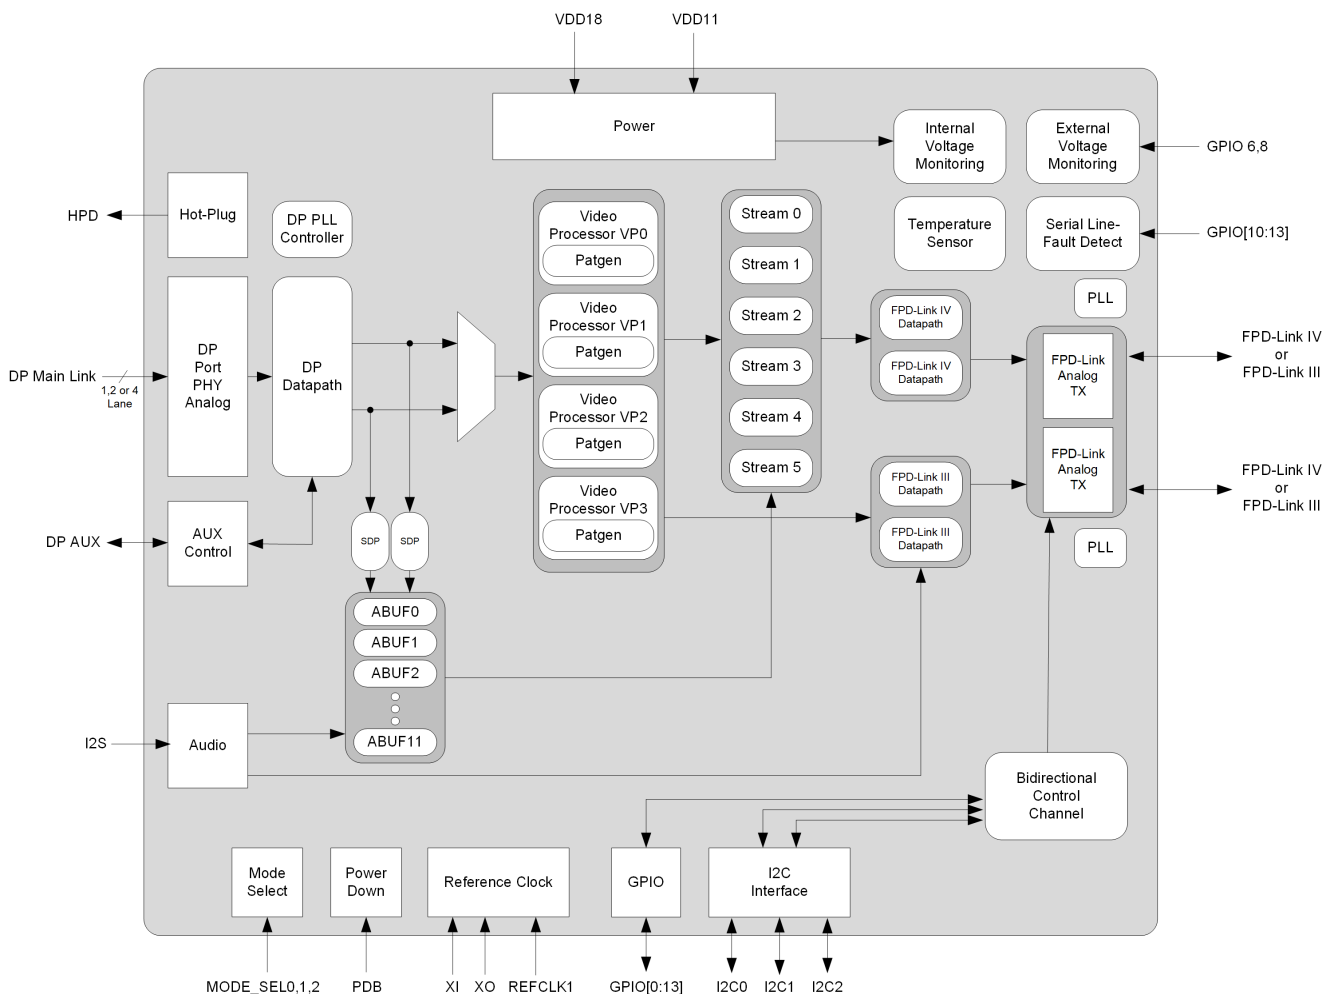 VDD18
VDD11
Power
Internal
Voltage
Monitoring
External
Voltage
Monitoring
GPIO 6,8
HPD
Hot-Plug
DP PLL
Controller
Video
Processor VP0
Patgen
Stream 0
Temperature
Sensor
Serial Line-
Fault Detect
GPIO[10:13]
Stream 1
PLL
Video
Processor VP1
Patgen
Stream 2
FPD-Link IV
Datapath
FPD-Link IV
Datapath
FPD-Link
Analog
TX
FPD-Link IV
or
FPD-Link III
DP Main Link
1,2 or 4
Lane
DP
Port
PHY
Analog
DP
Datapath
Stream 3
Video
Processor VP2
Patgen
Stream 4
FPD-Link
Analog
TX
FPD-Link IV
or
FPD-Link III
Stream 5
FPD-Link III
Datapath
FPD-Link III
Datapath
Video
Processor VP3
Patgen
DP AUX
AUX
Control
SDP
SDP
PLL
ABUF0
ABUF1
ABUF2
ABUF11
I2S
Audio
Bidirectional
Control
Channel
Mode
Select
Power
Down
Reference Clock
GPIO
I2C
Interface
MODE_SEL0,1,2
PDB
XI
XO
REFCLK1
GPIO[0:13]
I2C0
I2C1
I2C2